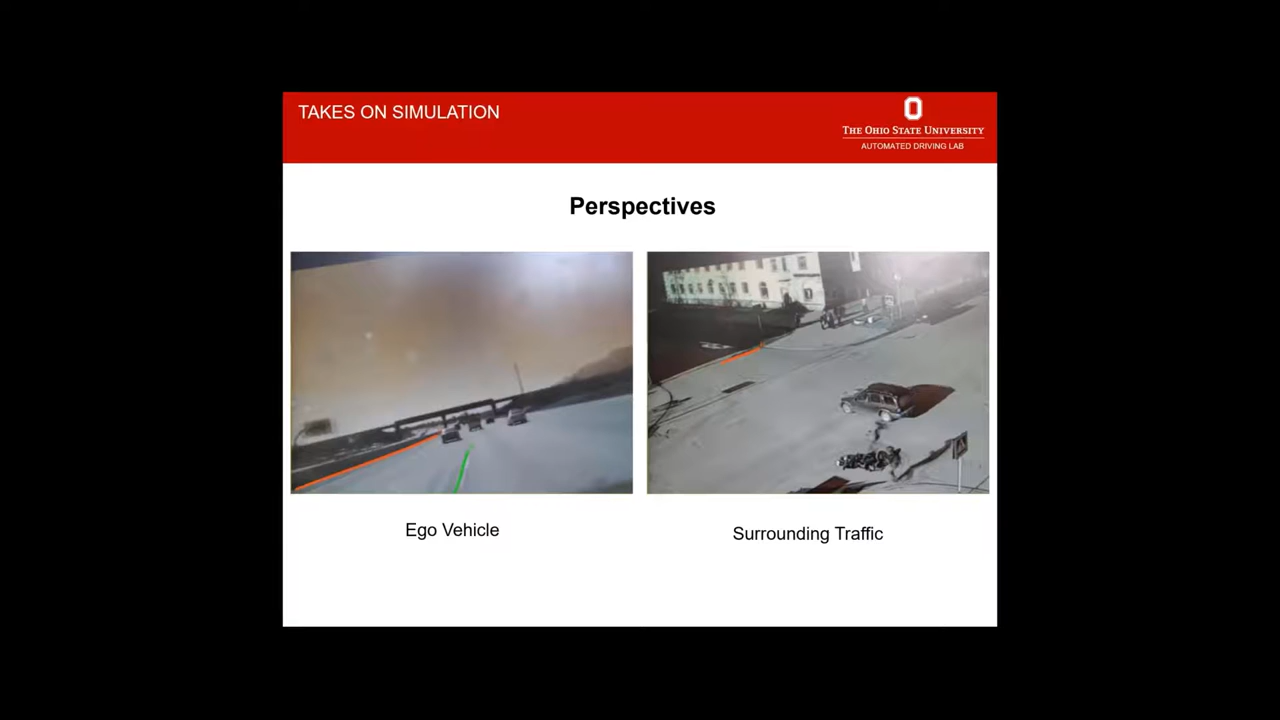 TAKES ON SIMULATION
O
THE OHIO STATE UNIVERSITY
AUTOMATED DRIVING LAB
Perspectives
Ego Vehicle
Surrounding Traffic